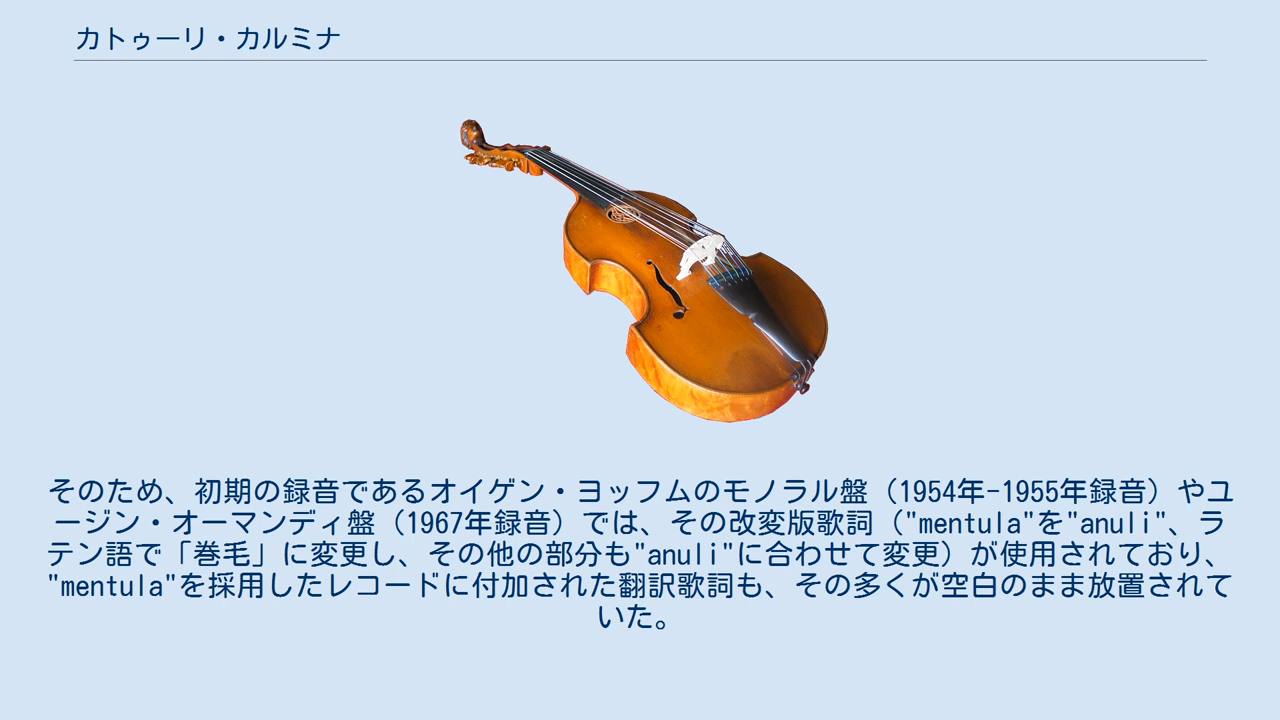 カトゥーリ・カルミナ
そのため、初期の録音であるオイゲン・ヨッフムのモノラル盤（1954年-1955年録音）やユ
ージン・オーマンディ盤（1967年録音）では、その改変版歌詞（"mentula"を"anuli"、ラ
テン語で「巻毛」に変更し、その他の部分も"anuli"に合わせて変更）が使用されており、
"mentula"を採用したレコードに付加された翻訳歌詞も、その多くが空白のまま放置されて
いた。